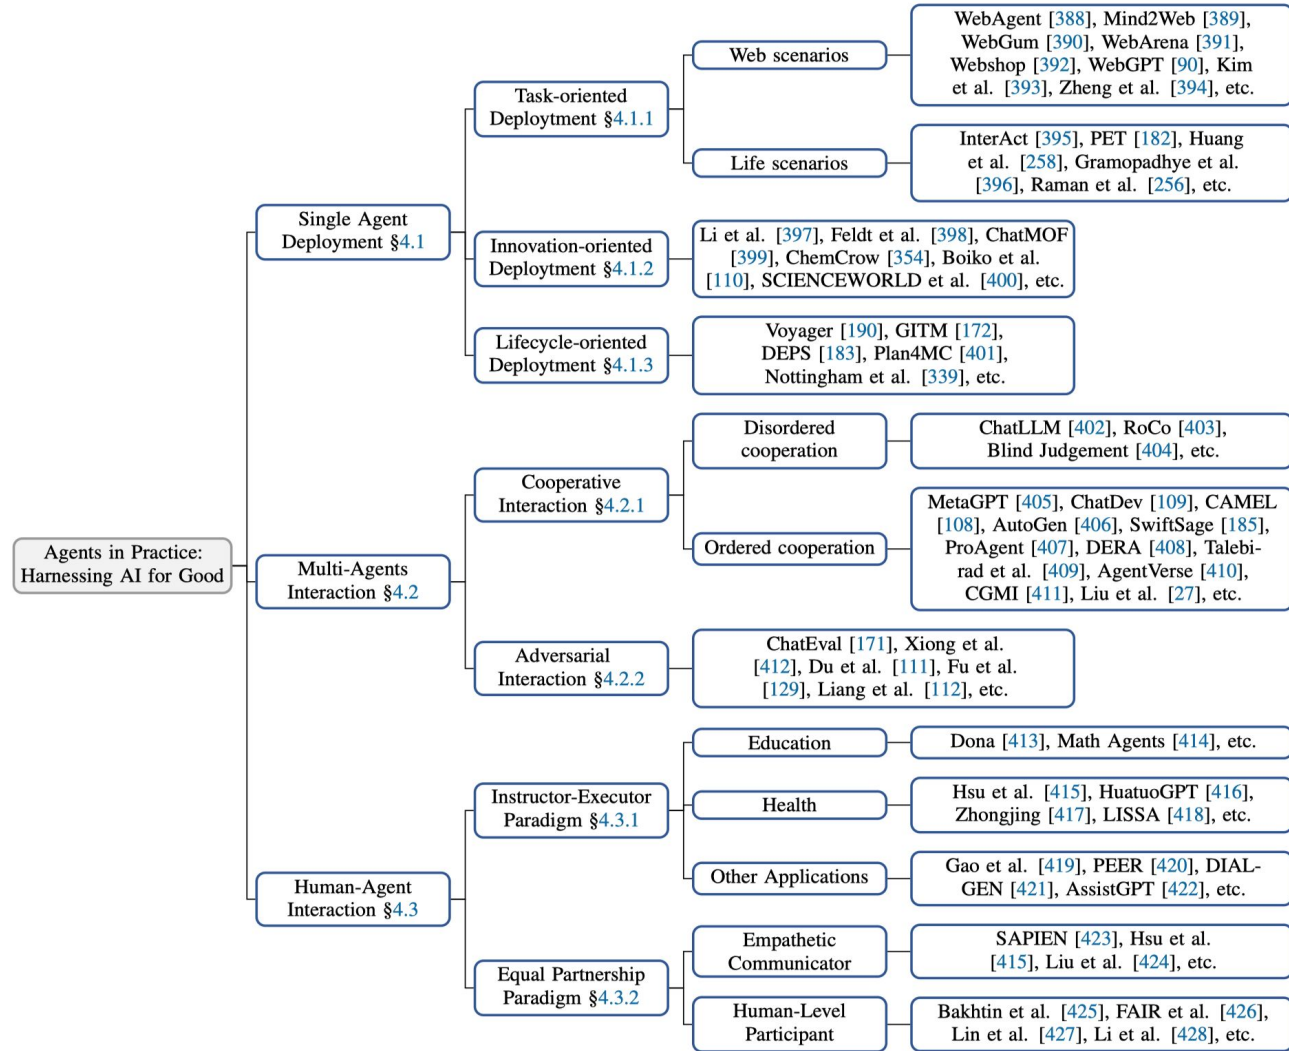 Agents in Practice:
Harnessing AI for Good
Single Agent
Deployment §4.1
Task-oriented
Deploytment §4.1.1
Web scenarios
WebAgent [388], Mind2Web [389],
WebGum [390], WebArena [391],
Webshop [392], WebGPT [90], Kim
et al. [393], Zheng et al. [394], etc.
Life scenarios
InterAct [395], PET [182], Huang
et al. [258], Gramopadhye et al.
[396], Raman et al. [256], etc.
Innovation-oriented
Deploytment §4.1.2
Li et al. [397], Feldt et al. [398], ChatMOF
[399], ChemCrow [354], Boiko et al.
[110], SCIENCEWORLD et al. [400], etc.
Lifecycle-oriented
Deploytment §4.1.3
Voyager [190], GITM [172],
DEPS [183], Plan4MC [401],
Nottingham et al. [339], etc.
Multi-Agents
Interaction §4.2
Cooperative
Interaction §4.2.1
Disordered
cooperation
ChatLLM [402], RoCo [403],
Blind Judgement [404], etc.
Ordered cooperation
MetaGPT [405], ChatDev [109], CAMEL
[108], AutoGen [406], SwiftSage [185],
ProAgent [407], DERA [408], Talebi-
rad et al. [409], AgentVerse [410],
CGMI [411], Liu et al. [27], etc.
Adversarial
Interaction §4.2.2
ChatEval [171], Xiong et al.
[412], Du et al. [111], Fu et al.
[129], Liang et al. [112], etc.
Human-Agent
Interaction §4.3
Instructor-Executor
Paradigm §4.3.1
Education
Dona [413], Math Agents [414], etc.
Health
Hsu et al. [415], HuatuoGPT [416],
Zhongjing [417], LISSA [418], etc.
Other Applications
Gao et al. [419], PEER [420], DIAL-
GEN [421], AssistGPT [422], etc.
Equal Partnership
Paradigm §4.3.2
Empathetic
Communicator
SAPIEN [423], Hsu et al.
[415], Liu et al. [424], etc.
Human-Level
Participant
Bakhtin et al. [425], FAIR et al. [426],
Lin et al. [427], Li et al. [428], etc.